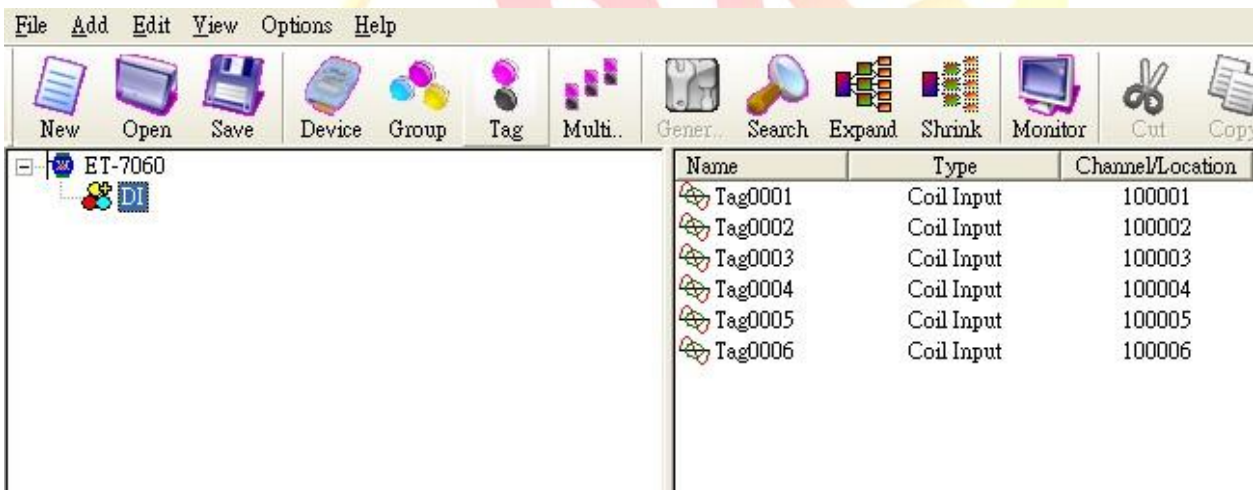 File Add Edit View Options Help
New Open Save Device Group Tag Multi.. Gener.. Search Expand Shrink Monitor Cut
ET-7060
DI
Name Type Channel/Location
Tag0001 Coil Input 100001
Tag0002 Coil Input 100002
Tag0003 Coil Input 100003
Tag0004 Coil Input 100004
Tag0005 Coil Input 100005
Tag0006 Coil Input 100006